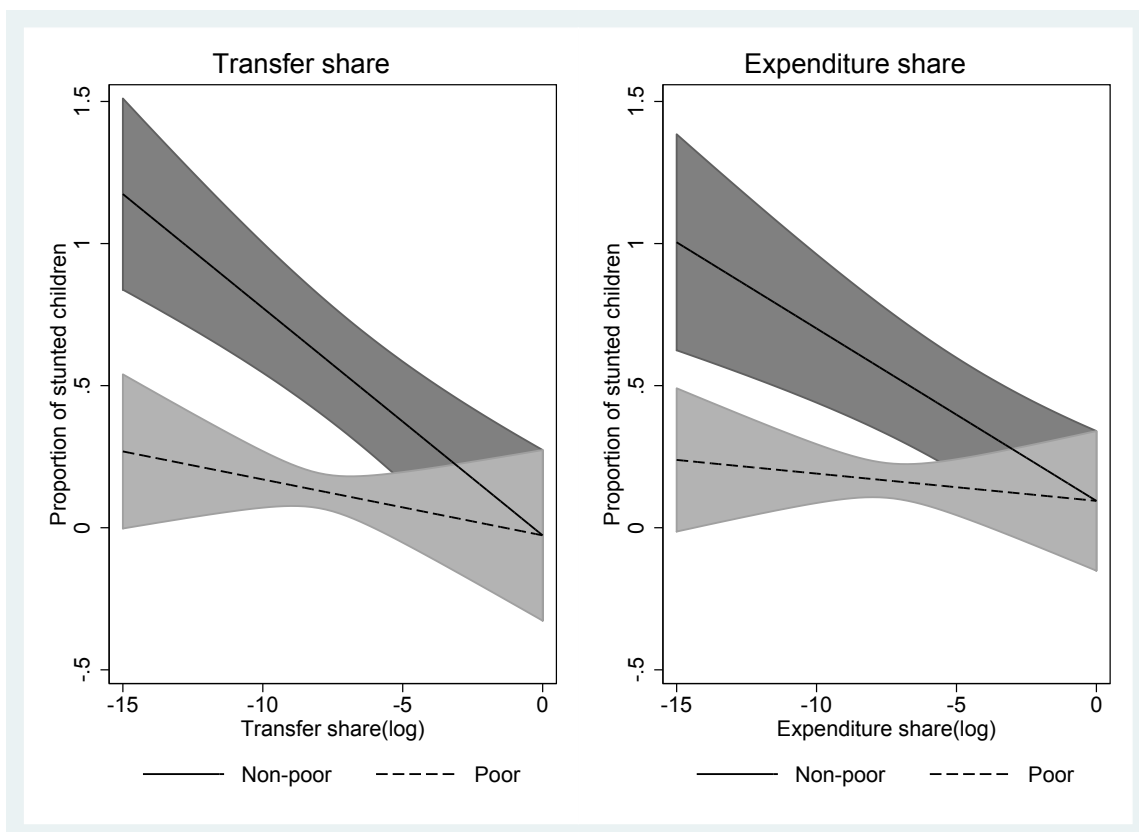 Transfer share
Proportion of stunted children
1.5
1
.5
0
-.5
-15 -10 -5 0
Transfer share(log)
Non-poor Poor
Expenditure share
Proportion of stunted children
1.5
1
.5
0
-.5
-15 -10 -5 0
Expenditure share(log)
Non-poor Poor